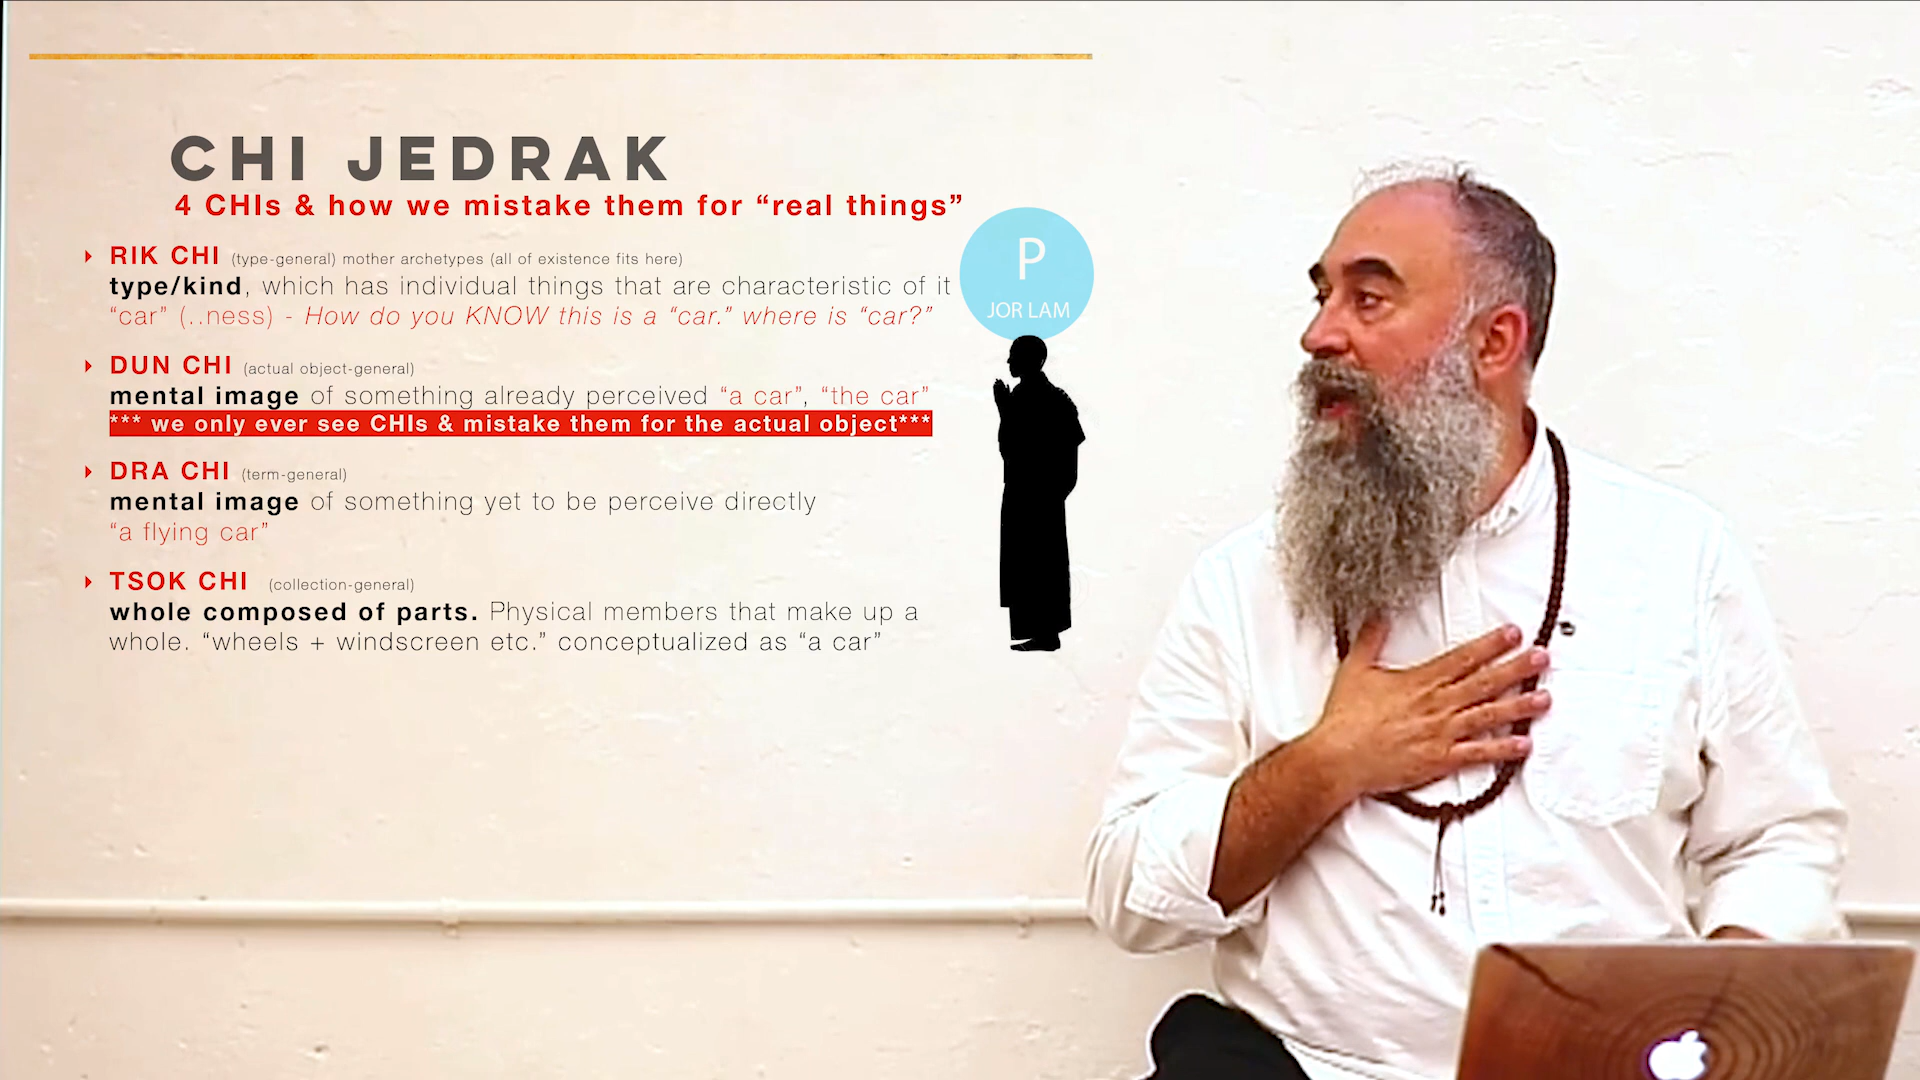 CHI JEDRAK
4 CHIs & how we mistake them for “real things”
RIK CHI (type-general) mother archetypes (all of existence fits here)
type/kind, which has individual things that are characteristic of it
“car” (..ness) - How do you KNOW this is a “car.” where is “car?”
P
JOR LAM
DUN CHI (actual object-general)
mental image of something already perceived “a car”, “the car”
*** we only ever see CHIs & mistake them for the actual object***
DRA CHI (term-general)
mental image of something yet to be perceive directly
“a flying car”
TSOK CHI (collection-general)
whole composed of parts. Physical members that make up a
whole. “wheels + windscreen etc.” conceptualized as “a car”